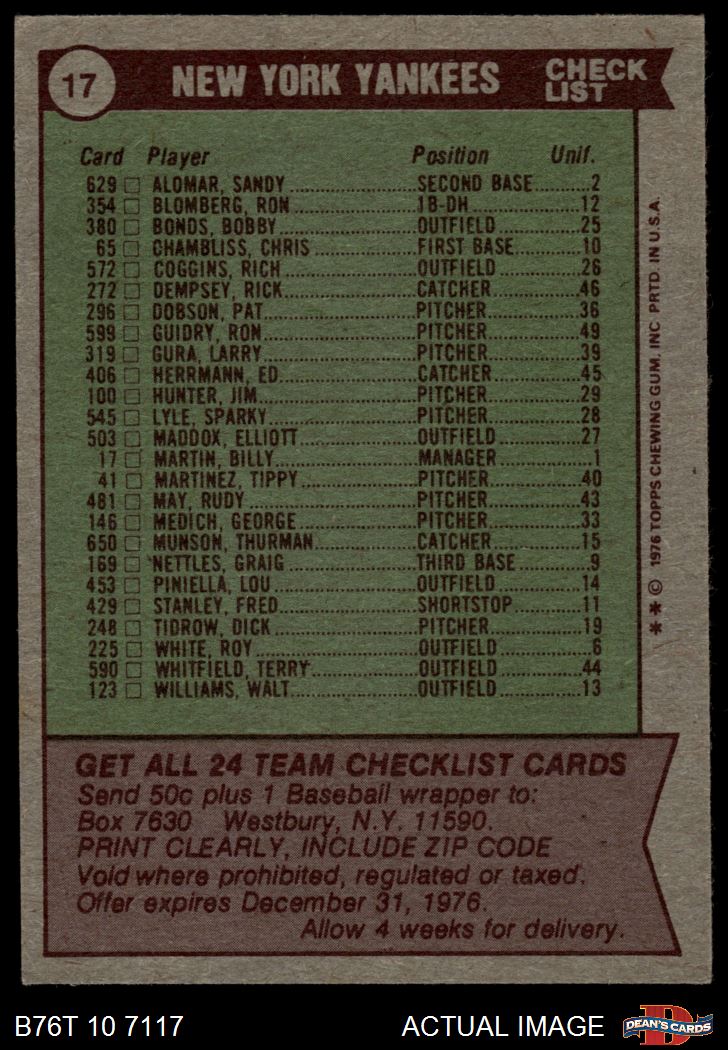 17 NEW YORK YANKEES CHECK LIST
Card Player Position Unif.
629 □ ALOMAR, SANDY SECOND BASE 2
354 □ BLOMBERG, RON 1B-DH 12
380 □ BONDS, BOBBY OUTFIELD 25
65 □ CHAMBLISS, CHRIS FIRST BASE 10
572 □ COGGINS, RICH OUTFIELD 26
272 □ DEMPSEY, RICK CATCHER 46
296 □ DOBSON, PAT PITCHER 36
599 □ GUIDRY, RON PITCHER 49
319 □ GURA, LARRY PITCHER 39
406 □ HERRMANN, ED CATCHER 45
100 □ HUNTER, JIM PITCHER 29
545 □ LYLE, SPARKY PITCHER 28
503 □ MADDOX, ELLIOTT OUTFIELD 27
17 □ MARTIN, BILLY MANAGER 1
41 □ MARTINEZ, TIPPY PITCHER 40
481 □ MAY, RUDY PITCHER 43
146 □ MEDICH, GEORGE PITCHER 33
650 □ MUNSON, THURMAN CATCHER 15
169 □ NETTLES, GRAIG THIRD BASE 9
453 □ PINIELLA, LOU OUTFIELD 14
429 □ STANLEY, FRED SHORTSTOP 11
248 □ TIDROW, DICK PITCHER 19
225 □ WHITE, ROY OUTFIELD 6
590 □ WHITFIELD, TERRY OUTFIELD 44
123 □ WILLIAMS, WALT OUTFIELD 13
** © 1976 TOPPS CHEWING GUM, INC. PRTD. IN U.S.A.
GET ALL 24 TEAM CHECKLIST CARDS
Send 50c plus 1 Baseball wrapper to:
Box 7630 Westbury, N.Y. 11590.
PRINT CLEARLY, INCLUDE ZIP CODE
Void where prohibited, regulated or taxed.
Offer expires December 31, 1976.
Allow 4 weeks for delivery.
B76T 10 7117 ACTUAL IMAGE
D
DEAN'S CARDS